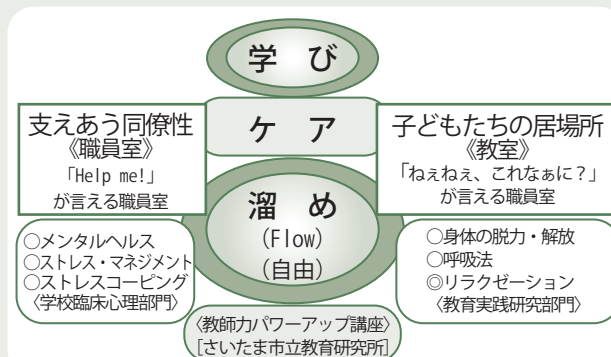 学 び
ケ ア
支えあう同僚性
《職員室》
「Help me!」
が言える職員室
子どもたちの居場所
《教室》
「ねぇねぇ、これなぁに？」
が言える職員室
溜 め
(Flow)
(自由)
○メンタルヘルス
○ストレス・マネジメント
○ストレスコーピング
〈学校臨床心理部門〉
○身体の脱力・解放
○呼吸法
◎リラクゼーション
〈教育実践研究部門〉
〈教師力パワーアップ講座〉
[さいたま市立教育研究所]